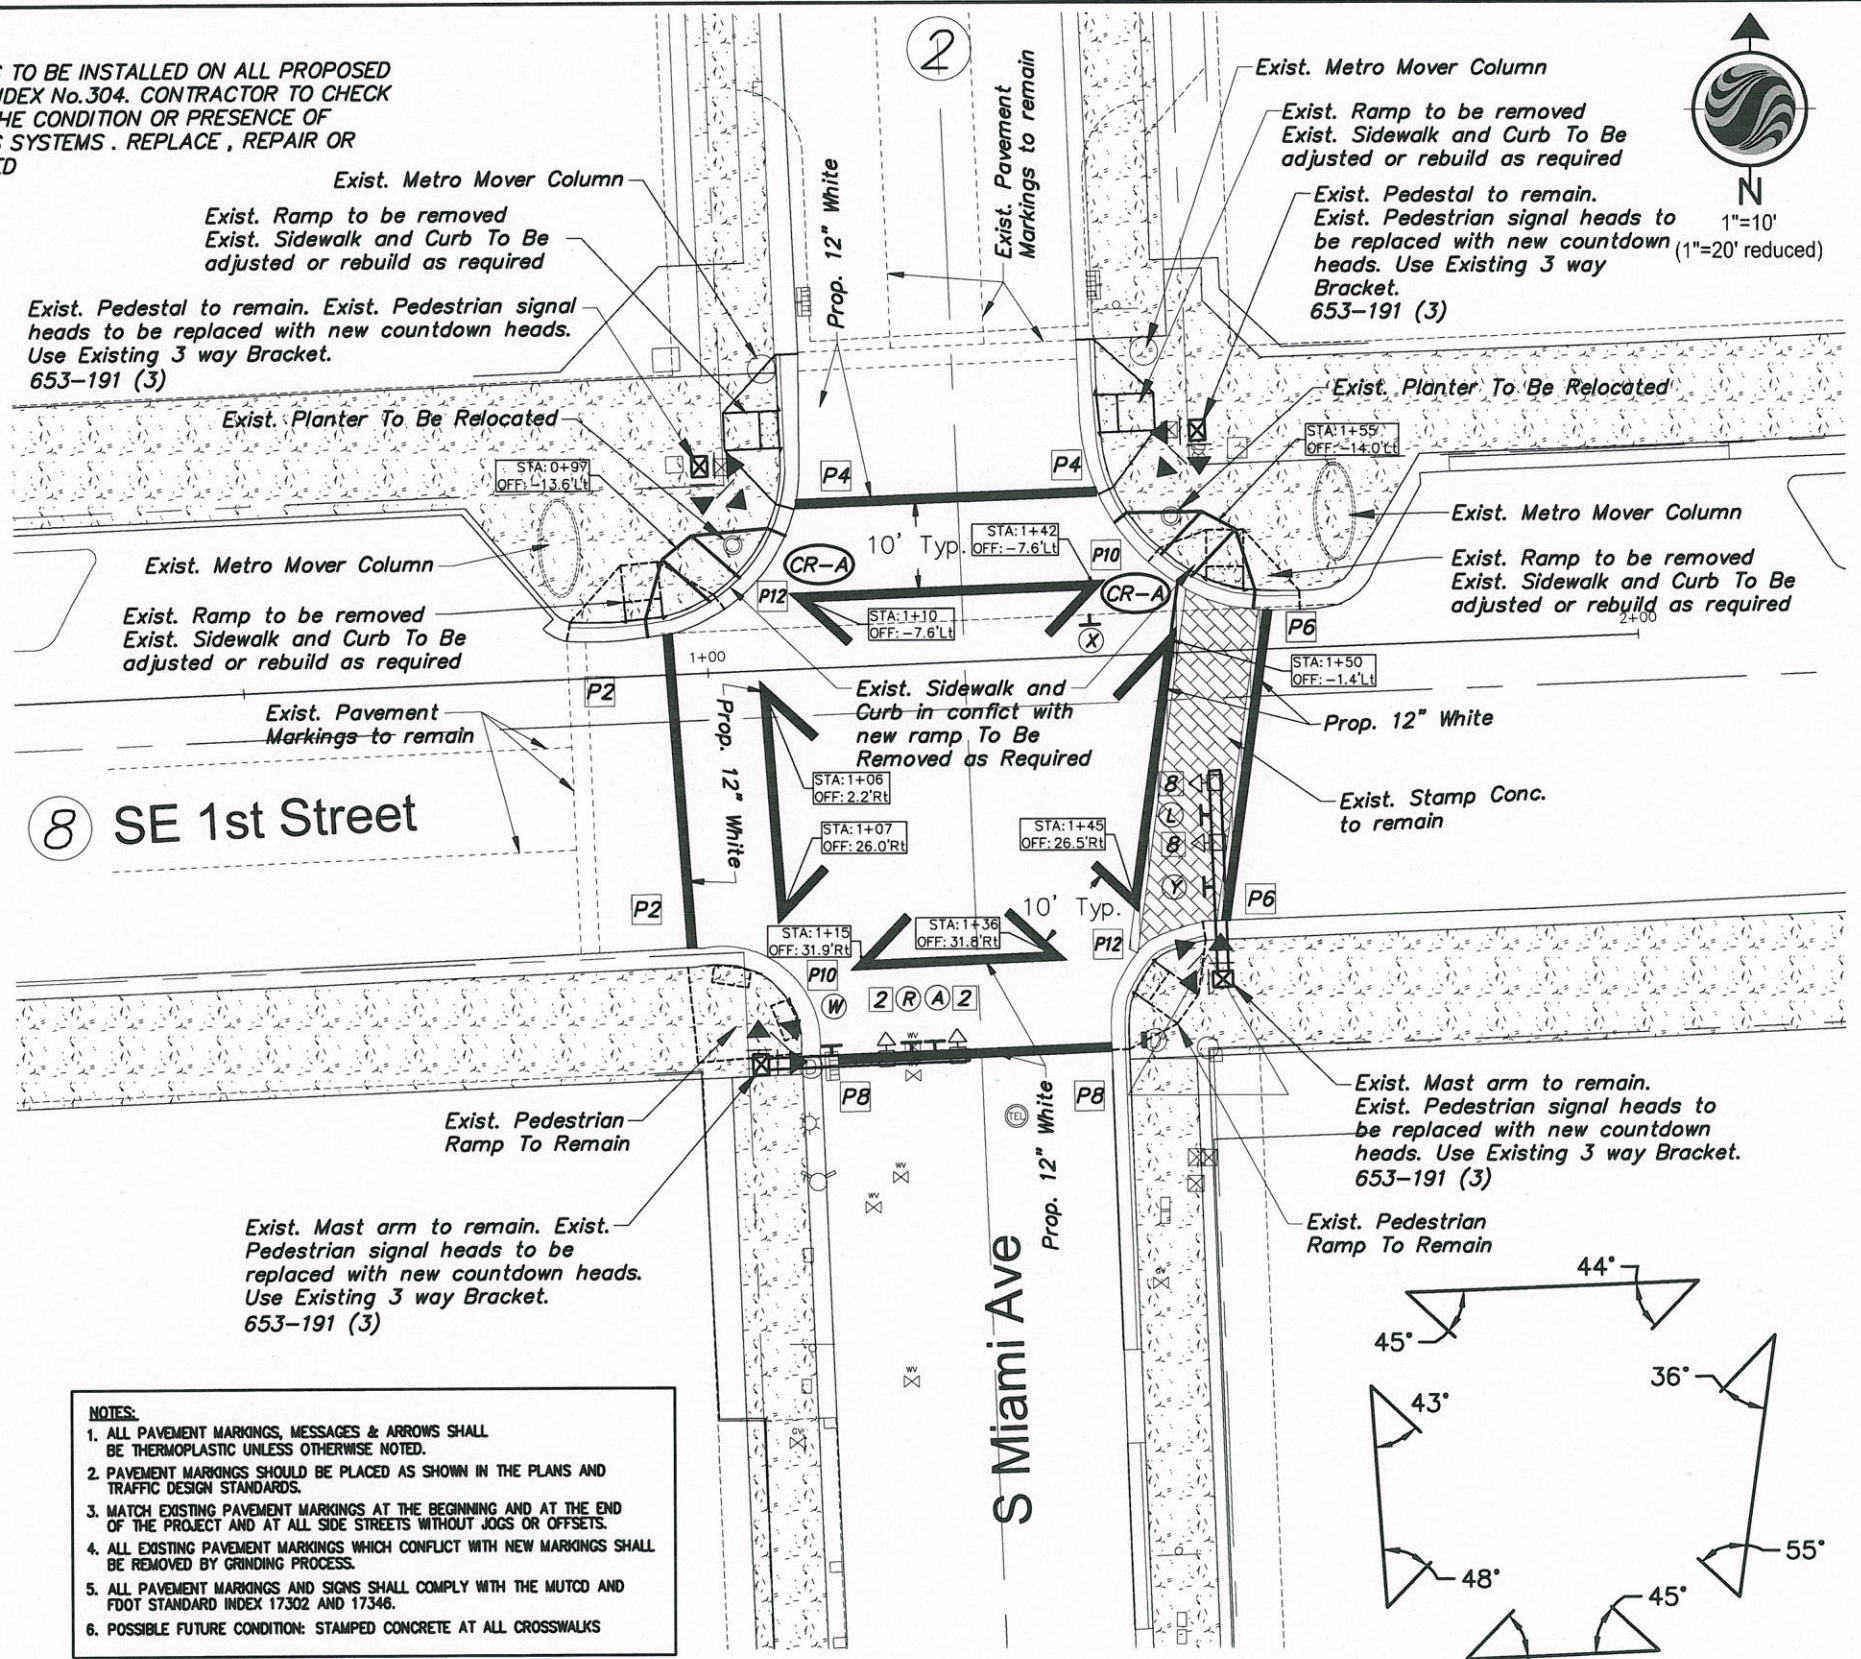 S TO BE INSTALLED ON ALL PROPOSED
NDEX No.304. CONTRACTOR TO CHECK
HE CONDITION OR PRESENCE OF
S SYSTEMS . REPLACE , REPAIR OR
ED
2
N
1"=10'
(1"=20' reduced)
Exist. Metro Mover Column
Exist. Ramp to be removed
Exist. Sidewalk and Curb To Be
adjusted or rebuild as required
Exist. Pedestal to remain. Exist. Pedestrian signal
heads to be replaced with new countdown heads.
Use Existing 3 way Bracket.
653-191 (3)
Exist. Planter To Be Relocated
STA: 0+97
OFF: -13.6'Lt
Exist. Metro Mover Column
Exist. Ramp to be removed
Exist. Sidewalk and Curb To Be
adjusted or rebuild as required
Prop. 12" White
Exist. Pavement
Markings to remain
Exist. Metro Mover Column
Exist. Ramp to be removed
Exist. Sidewalk and Curb To Be
adjusted or rebuild as required
Exist. Pedestal to remain.
Exist. Pedestrian signal heads to
be replaced with new countdown
heads. Use Existing 3 way
Bracket.
653-191 (3)
Exist. Planter To Be Relocated
STA: 1+55
OFF: -14.0'Lt
Exist. Metro Mover Column
Exist. Ramp to be removed
Exist. Sidewalk and Curb To Be
adjusted or rebuild as required
2+00
P4
P4
10' Typ.
STA: 1+42
OFF: -7.6'Lt
P10
CR-A
CR-A
P12
STA: 1+10
OFF: -7.6'Lt
X
P6
1+00
P2
STA: 1+50
OFF: -1.4'Lt
Exist. Pavement
Markings to remain
Prop. 12" White
Exist. Sidewalk and
Curb in confict with
new ramp To Be
Removed as Required
Prop. 12" White
STA: 1+06
OFF: 2.2'Rt
8
L
8
Y
Exist. Stamp Conc.
to remain
8 SE 1st Street
STA: 1+07
OFF: 26.0'Rt
STA: 1+45
OFF: 26.5'Rt
P2
P6
10' Typ.
STA: 1+15
OFF: 31.9'Rt
STA: 1+36
OFF: 31.8'Rt
P12
P10
W
2 R A 2
WV
WV
P8
P8
Exist. Pedestrian
Ramp To Remain
TEL
Prop. 12" White
WV
WV
WV
GV
Exist. Mast arm to remain.
Exist. Pedestrian signal heads to
be replaced with new countdown
heads. Use Existing 3 way Bracket.
653-191 (3)
Exist. Pedestrian
Ramp To Remain
Exist. Mast arm to remain. Exist.
Pedestrian signal heads to be
replaced with new countdown heads.
Use Existing 3 way Bracket.
653-191 (3)
S Miami Ave
44°
45°
36°
43°
48°
55°
45°
NOTES:
1. ALL PAVEMENT MARKINGS, MESSAGES & ARROWS SHALL
BE THERMOPLASTIC UNLESS OTHERWISE NOTED.
2. PAVEMENT MARKINGS SHOULD BE PLACED AS SHOWN IN THE PLANS AND
TRAFFIC DESIGN STANDARDS.
3. MATCH EXISTING PAVEMENT MARKINGS AT THE BEGINNING AND AT THE END
OF THE PROJECT AND AT ALL SIDE STREETS WITHOUT JOGS OR OFFSETS.
4. ALL EXISTING PAVEMENT MARKINGS WHICH CONFLICT WITH NEW MARKINGS SHALL
BE REMOVED BY GRINDING PROCESS.
5. ALL PAVEMENT MARKINGS AND SIGNS SHALL COMPLY WITH THE MUTCD AND
FDOT STANDARD INDEX 17302 AND 17346.
6. POSSIBLE FUTURE CONDITION: STAMPED CONCRETE AT ALL CROSSWALKS